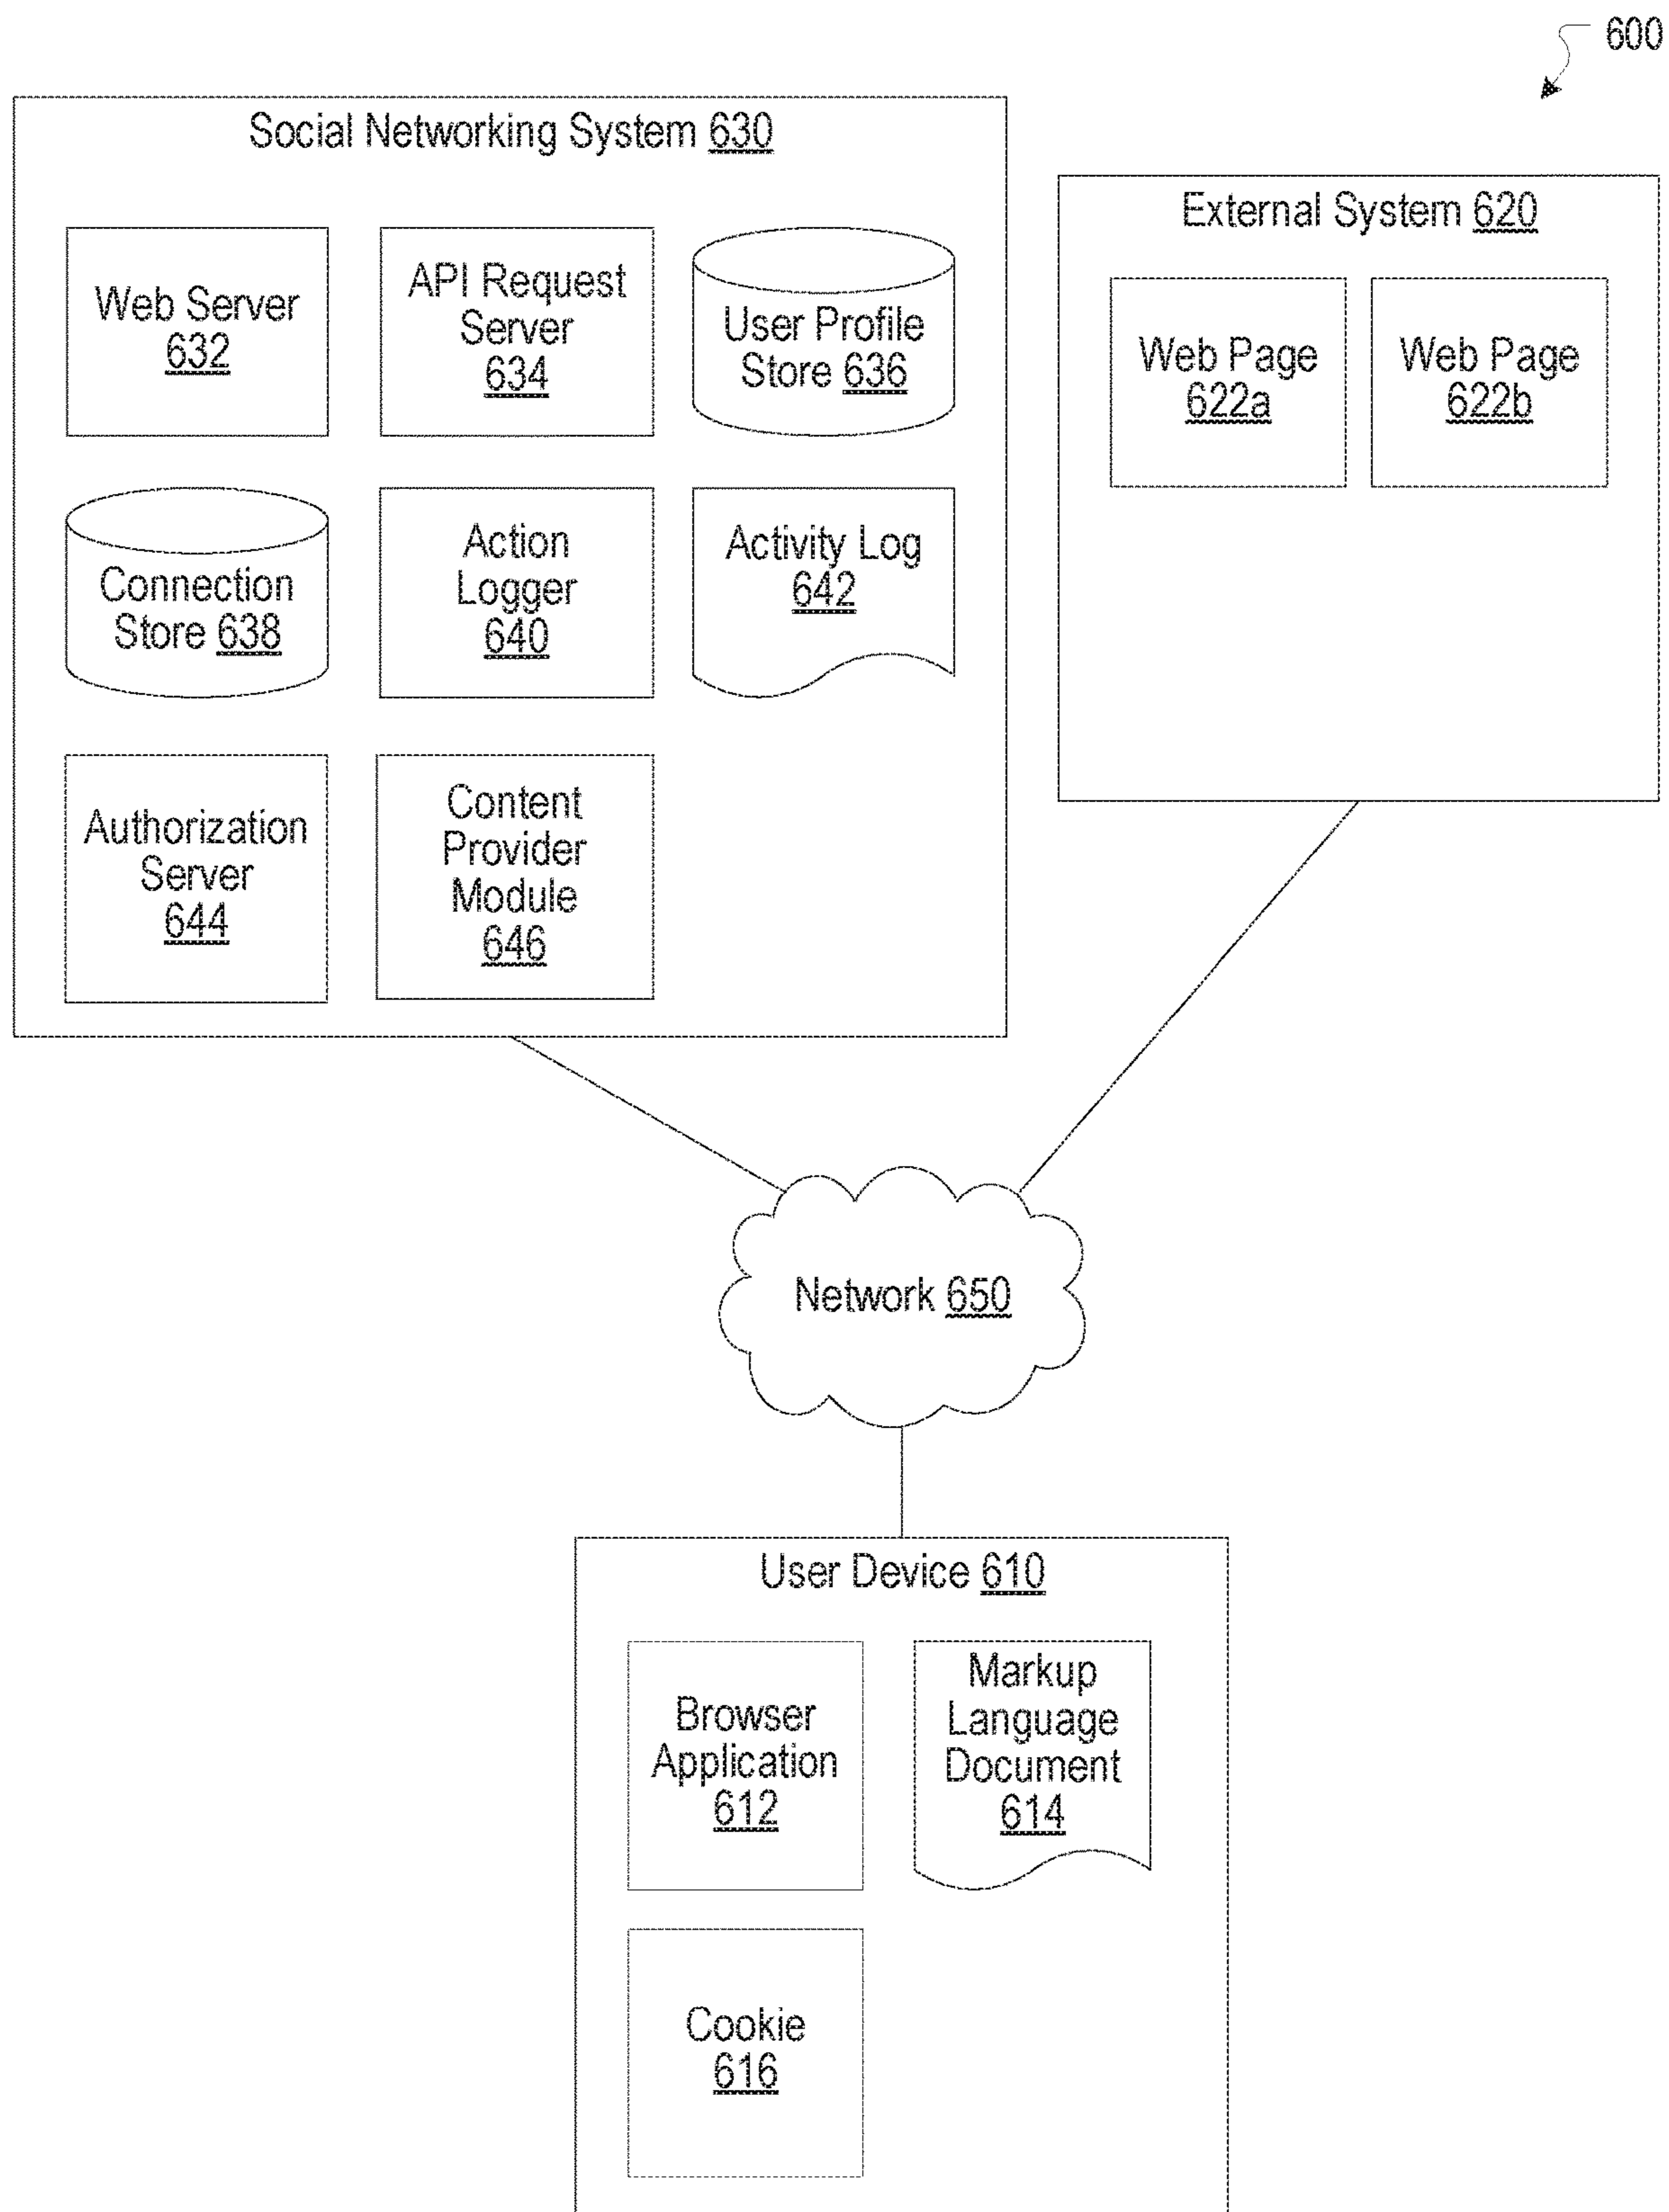 600
Social Networking System 630
Web Server
632
API Request
Server
634
User Profile
Store 636
Connection
Store 638
Action
Logger
640
Activity Log
642
Authorization
Server
644
Content
Provider
Module
646
External System 620
Web Page
622a
Web Page
622b
Network 650
User Device 610
Browser
Application
612
Markup
Language
Document
614
Cookie
616